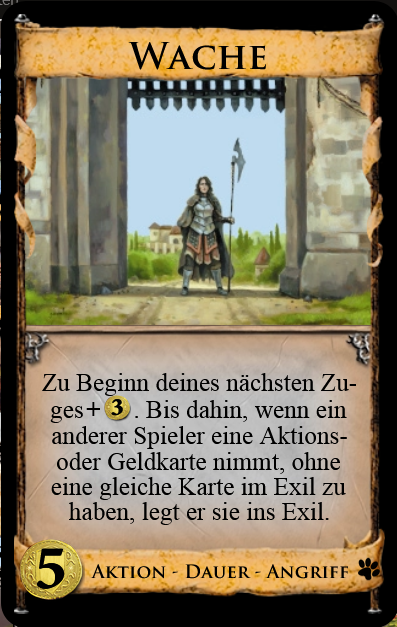 WACHE
Zu Beginn deines nächsten Zu-
ges + 3. Bis dahin, wenn ein
anderer Spieler eine Aktions-
oder Geldkarte nimmt, ohne
eine gleiche Karte im Exil zu
haben, legt er sie ins Exil.
5 AKTION - DAUER - ANGRIFF